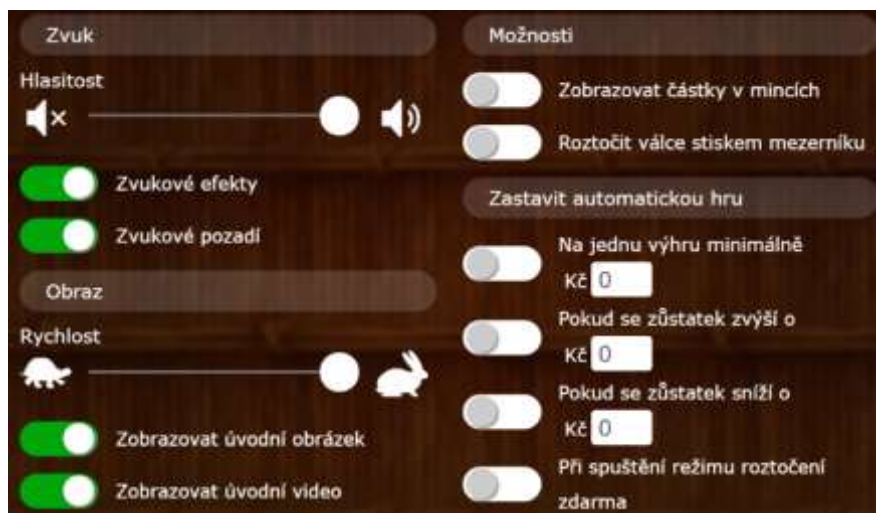 Zvuk
Hlasitost
Zvukové efekty
Zvukové pozadí
Obraz
Rychlost
Zobrazovat úvodní obrázek
Zobrazovat úvodní video
Možnosti
Zobrazovat částky v mincích
Roztočit válce stiskem mezerníku
Zastavit automatickou hru
Na jednu výhru minimálně
Kč 0
Pokud se zůstatek zvýší o
Kč 0
Pokud se zůstatek sníží o
Kč 0
Při spuštění režimu roztočení
zdarma